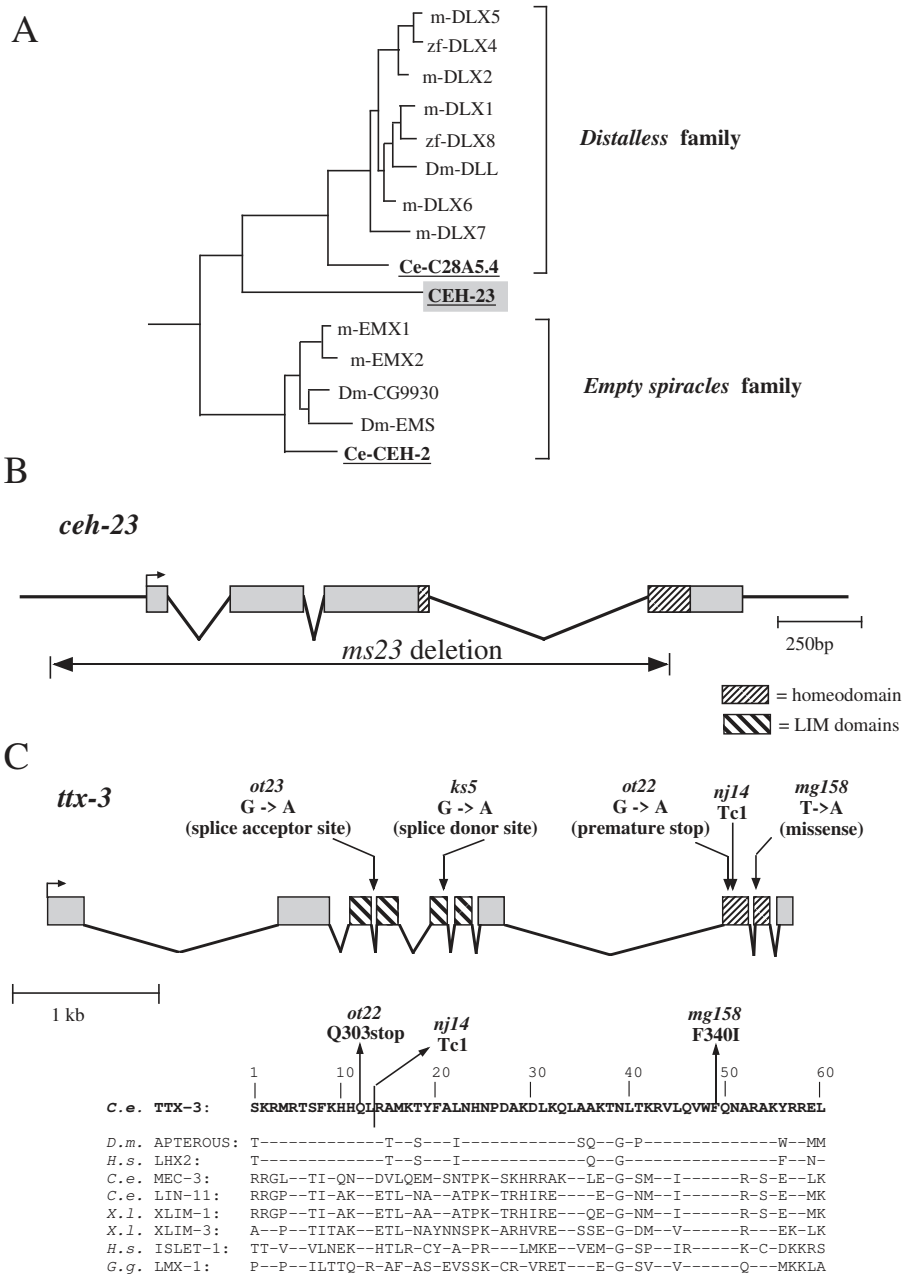 A
m-DLX5
zf-DLX4
m-DLX2
m-DLX1
zf-DLX8
Dm-DLL
m-DLX6
m-DLX7
Ce-C28A5.4
Distalless family
CEH-23
m-EMX1
m-EMX2
Dm-CG9930
Dm-EMS
Ce-CEH-2
Empty spiracles family
B
ceh-23
ms23 deletion
250bp
= homeodomain
= LIM domains
C
ttx-3
ot23
G -> A
(splice acceptor site)
ks5
G -> A
(splice donor site)
ot22
G -> A
(premature stop)
nj14
Tc1
mg158
T->A
(missense)
1 kb
ot22
Q303stop
nj14
Tc1
mg158
F340I
1 10 20 30 40 50 60
C.e. TTX-3: SKRMRTSFKHHQLRAMKTYFALNHNPDAKDLKQLAAKTNLTKRVLQVWFQNARAKYRREL
D.m. APTEROUS: T-------------T--S---I------------SQ--G-P--------------W--MM
H.s. LHX2: T-------------T--S---I-------------Q--G-----------------F--N-
C.e. MEC-3: RRGL--TI-QN--DVLQEM-SNTPK-SKHRRAK--LE-G-SM--I------R-S-E--LK
C.e. LIN-11: RRGP--TI-AK--ETL-NA--ATPK-TRHIRE----E-G-NM--V------R-S-E--MK
X.l. XLIM-1: RRGP--TI-AK--ETL-AA--ATPK-TRHIRE---QE-G-NM--V------R-S-E--MK
X.l. XLIM-3: A--P--TITAK--ETL-NAYNNSPK-ARHVRE--SSE-G-DM--V------R---EK-LK
H.s. ISLET-1: TT-V--VLNEK--HTLR-CY-A-PR---LMKE--VEM-G-SP--IR-----K-C-DKKRS
G.g. LMX-1: P--P--ILTTQ-R-AF-AS-EVSSK-CR-VRET---E-G-S---VV-----Q---MKKLA